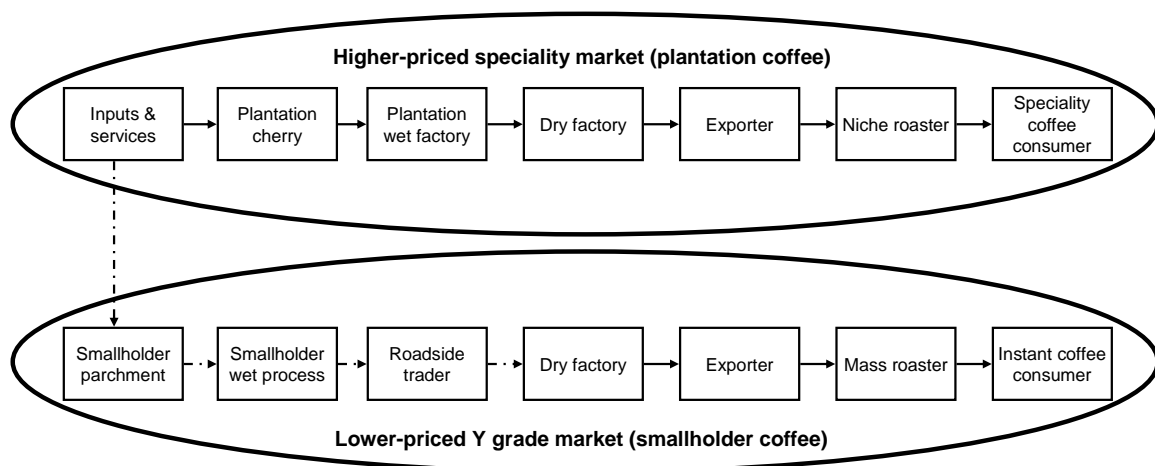 Higher-priced speciality market (plantation coffee)
Inputs &
services
Plantation
cherry
Plantation
wet factory
Dry factory
Exporter
Niche roaster
Speciality
coffee
consumer
Smallholder
parchment
Smallholder
wet process
Roadside
trader
Dry factory
Exporter
Mass roaster
Instant coffee
consumer
Lower-priced Y grade market (smallholder coffee)